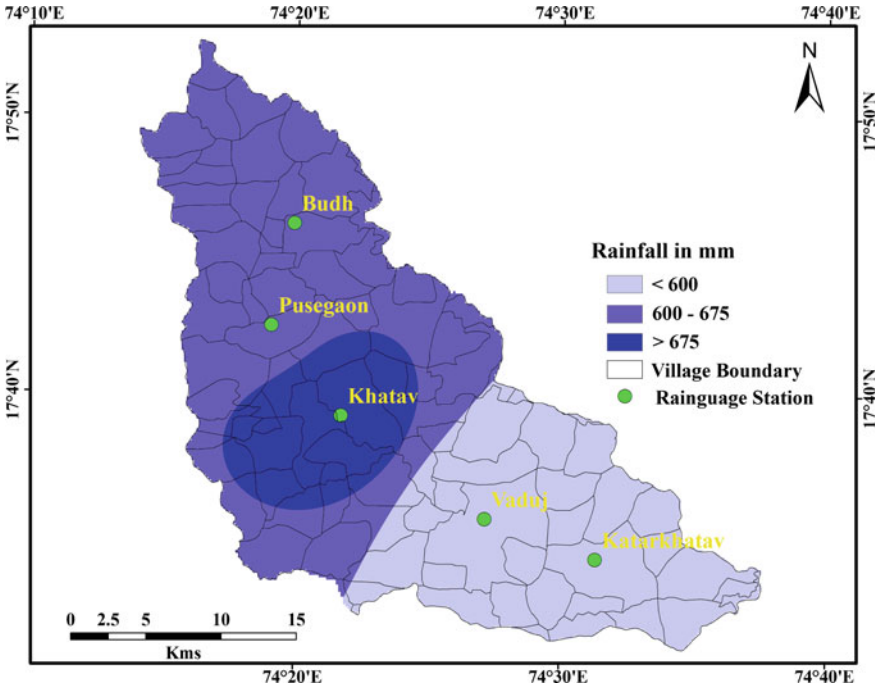 74°10'E 74°20'E 74°30'E 74°40'E
N
17°50'N 17°50'N
Budh
Rainfall in mm
< 600
Pusegaon
600 - 675
> 675
Village Boundary
17°40'N 17°40'N
Khatav
Rainguage Station
Vaduj
Katarkhatav
0 2.5 5 10 15
Kms
74°20'E 74°30'E 74°40'E